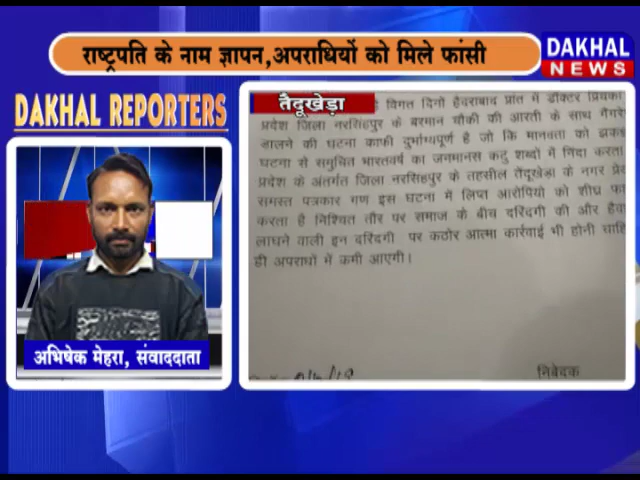 राष्ट्रपति के नाम ज्ञापन,अपराधियों को मिले फांसी
DAKHAL
NEWS
DAKHAL REPORTERS
अभिषेक मेहरा, संवाददाता
तैदूखेड़ा
विगत दिनो हैदराबाद प्रांत में डॉक्टर प्रियंका
प्रदेश जिला नरसिंहपुर के बरमान चौकी की आरती के साथ गैंगरे
डालने की घटना काफी दुर्भाग्यपूर्ण है जो कि मानवता को झक
घटना से समुचित भारतवर्ष का जनमानस कटु शब्दों में निंदा करता
प्रदेश के अंतर्गत जिला नरसिंहपुर के तहसील तेंदूखेड़ा के नगर
समस्त पत्रकार गण इस घटना में लिप्त आरोपियो को शीघ्र
करता है निश्चित तौर पर समाज के बीच दरिंदगी की और
लाघने वाली इन दरिंदगी पर कठोर आत्मा कार्रवाई भी होनी
ही अपराधों में कमी आएगी।
निबेदक